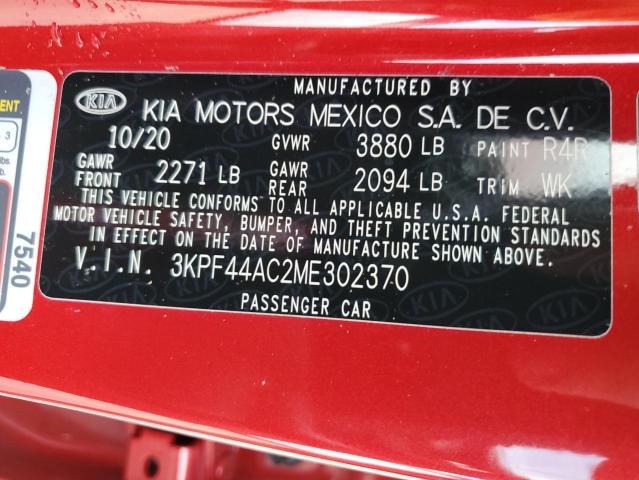 MANUFACTURED BY
KIA KIA MOTORS MEXICO S.A. DE C.V.
10/20 GVWR 3880 LB PAINT R4R
GAWR FRONT 2271 LB GAWR REAR 2094 LB TRIM WK
THIS VEHICLE CONFORMS TO ALL APPLICABLE U.S.A. FEDERAL
MOTOR VEHICLE SAFETY, BUMPER, AND THEFT PREVENTION STANDARDS
IN EFFECT ON THE DATE OF MANUFACTURE SHOWN ABOVE.
V.I.N. 3KPF44AC2ME302370
PASSENGER CAR
3
lbs.
7540